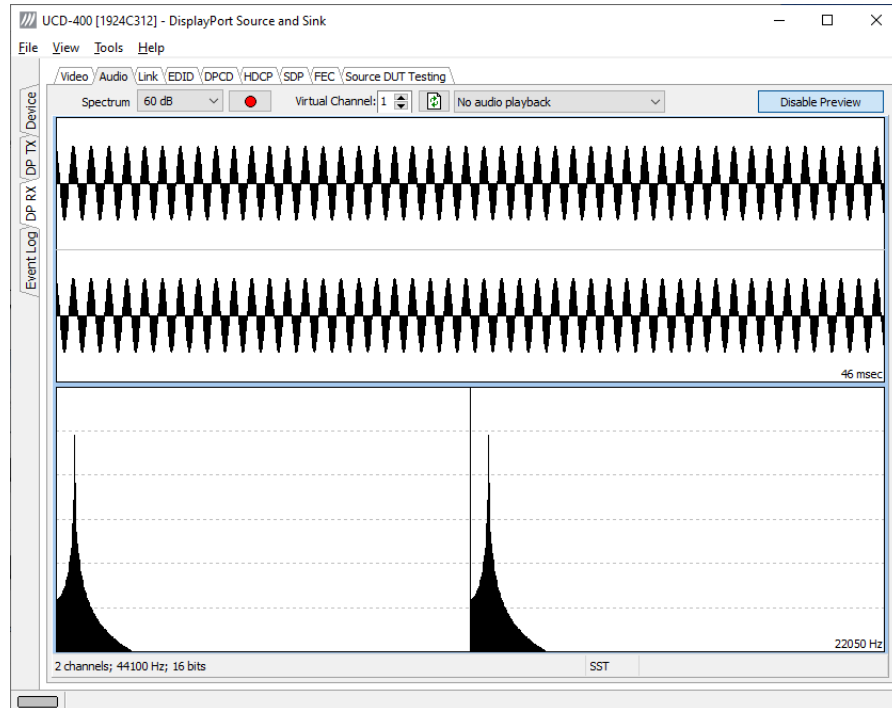 UCD-400 [1924C312] - DisplayPort Source and Sink
File View Tools Help
Video Audio Link EDID DPCD HDCP SDP FEC Source DUT Testing
Spectrum 60 dB Virtual Channel: 1 No audio playback Disable Preview
Device
DP TX
DP RX
Event Log
46 msec
22050 Hz
2 channels; 44100 Hz; 16 bits SST